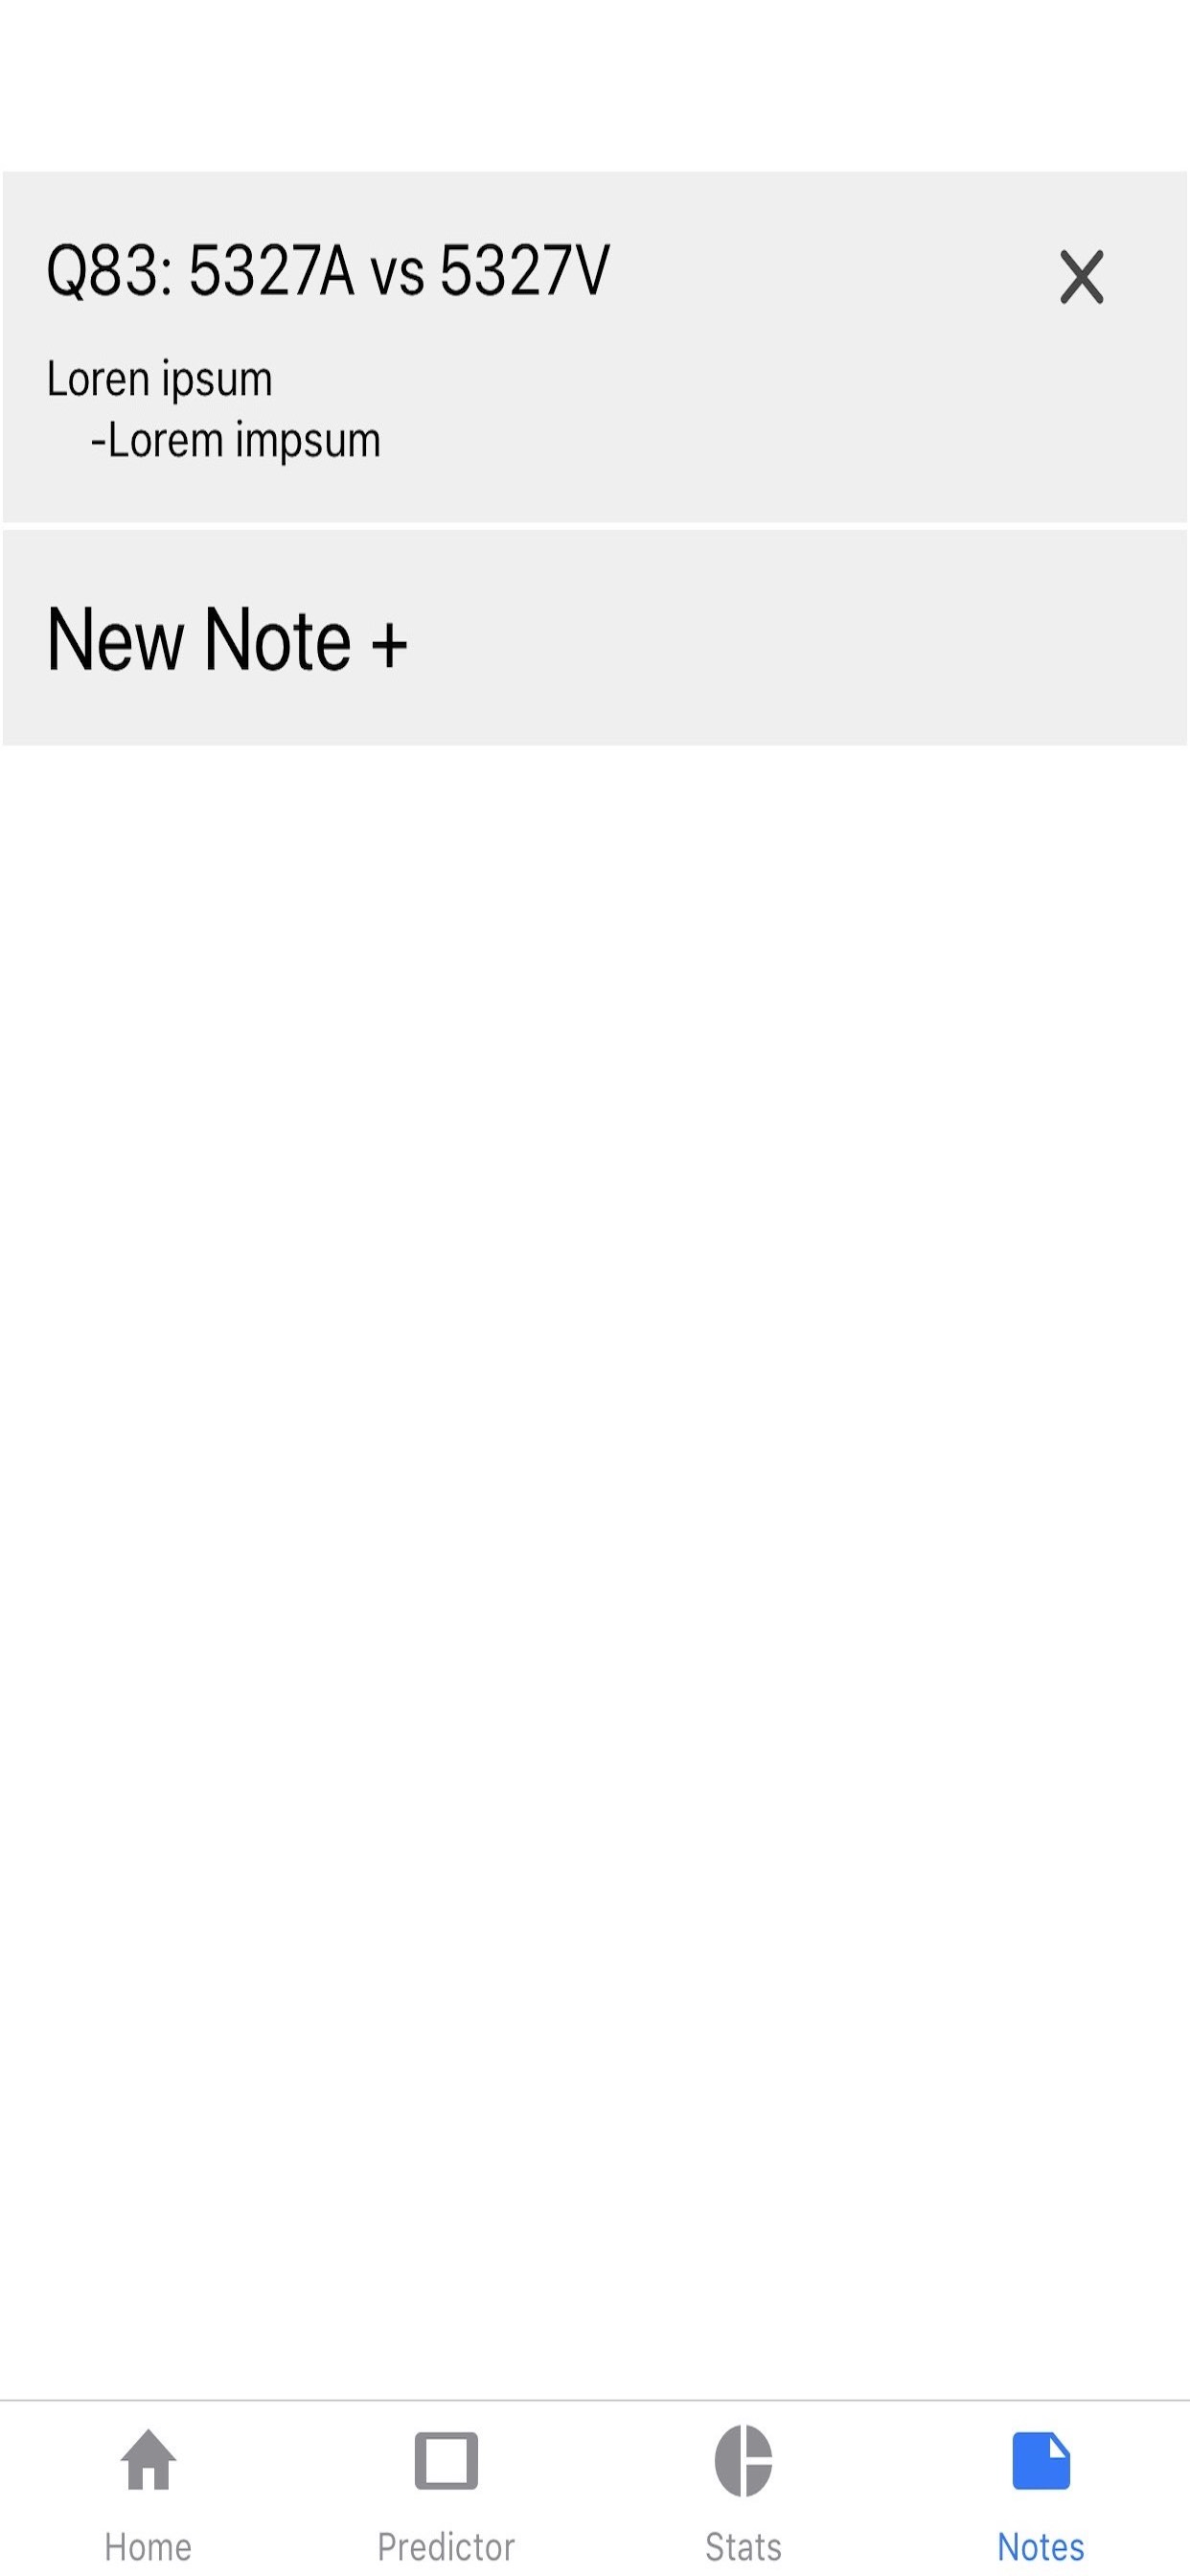 Q83: 5327A vs 5327V
Loren ipsum
-Lorem impsum
New Note +
Home
Predictor
Stats
Notes